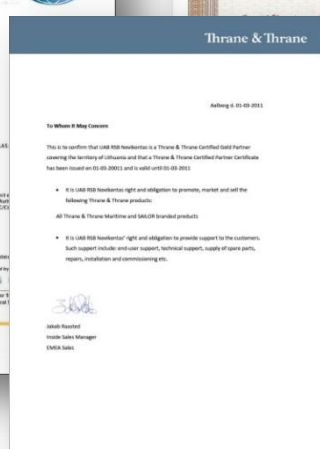 Thrane & Thrane
Aalborg d. 01-03-2011
To Whom It May Concern
This is to confirm that UAB RSB Navikontas is a Thrane & Thrane Certified Gold Partner
covering the territory of Lithuania and that a Thrane & Thrane Certified Partner Certificate
has been issued on 01-03-20011 and is valid until 01-03-2011
• It is UAB RSB Navikontas right and obligation to promote, market and sell the
following Thrane & Thrane products:
All Thrane & Thrane Maritime and SAILOR branded products
• It is UAB RSB Navikontas' right and obligation to provide support to the customers.
Such support include: end-user support, technical support, supply of spare parts,
repairs, installation and commissioning etc.
Jakob Raasted
Inside Sales Manager
EMEA Sales